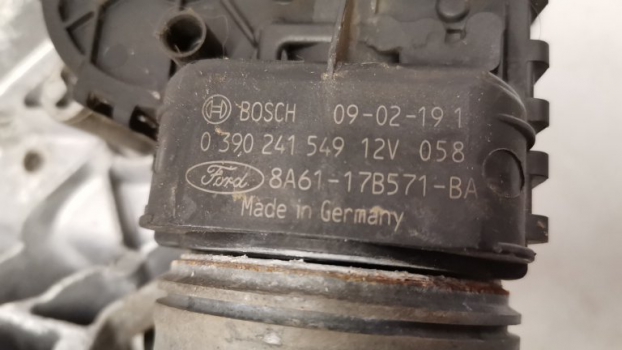 BOSCH 09-02-19 1
0 390 241 549 12V 058
Ford 8A61-17B571-BA
Made in Germany